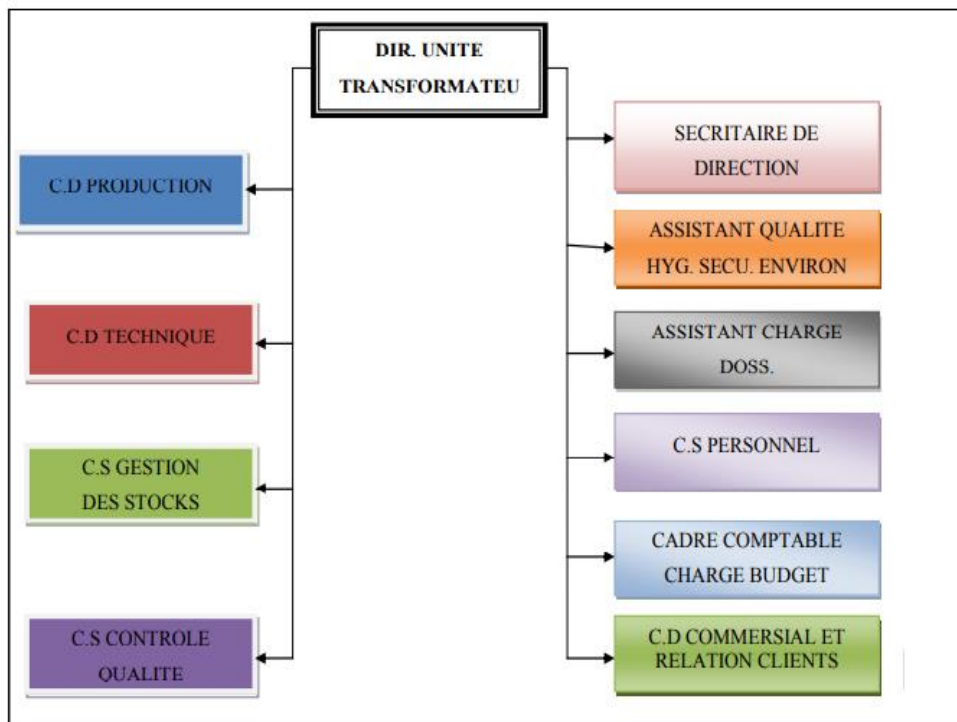 DIR. UNITE
TRANSFORMATEU
C.D PRODUCTION
C.D TECHNIQUE
C.S GESTION
DES STOCKS
C.S CONTROLE
QUALITE
SECRITAIRE DE
DIRECTION
ASSISTANT QUALITE
HYG. SECU. ENVIRON
ASSISTANT CHARGE
DOSS.
C.S PERSONNEL
CADRE COMPTABLE
CHARGE BUDGET
C.D COMMERSIAL ET
RELATION CLIENTS